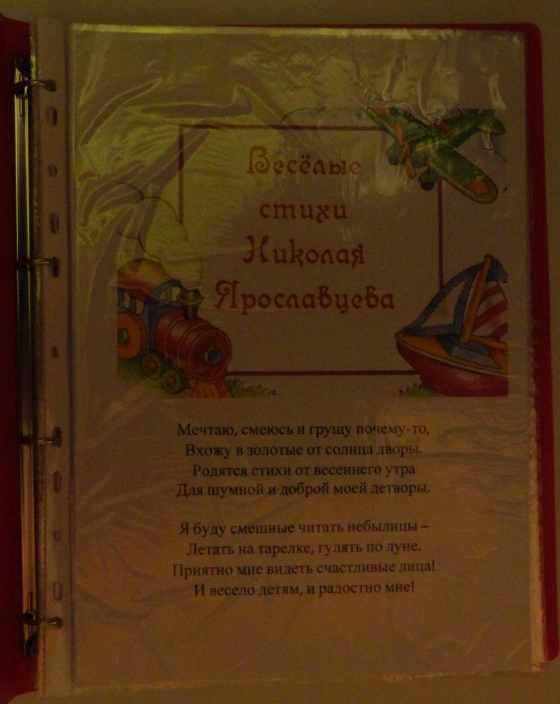 Весёлые
стихи
Николая
Ярославцева
Мечтаю, смеюсь и грущу почему-то,
Вхожу в золотые от солнца дворы.
Родятся стихи от весеннего утра
Для шумной и доброй моей детворы.
Я буду смешные читать небылицы –
Летать на тарелке, гулять по луне.
Приятно мне видеть счастливые лица!
И весело детям, и радостно мне!